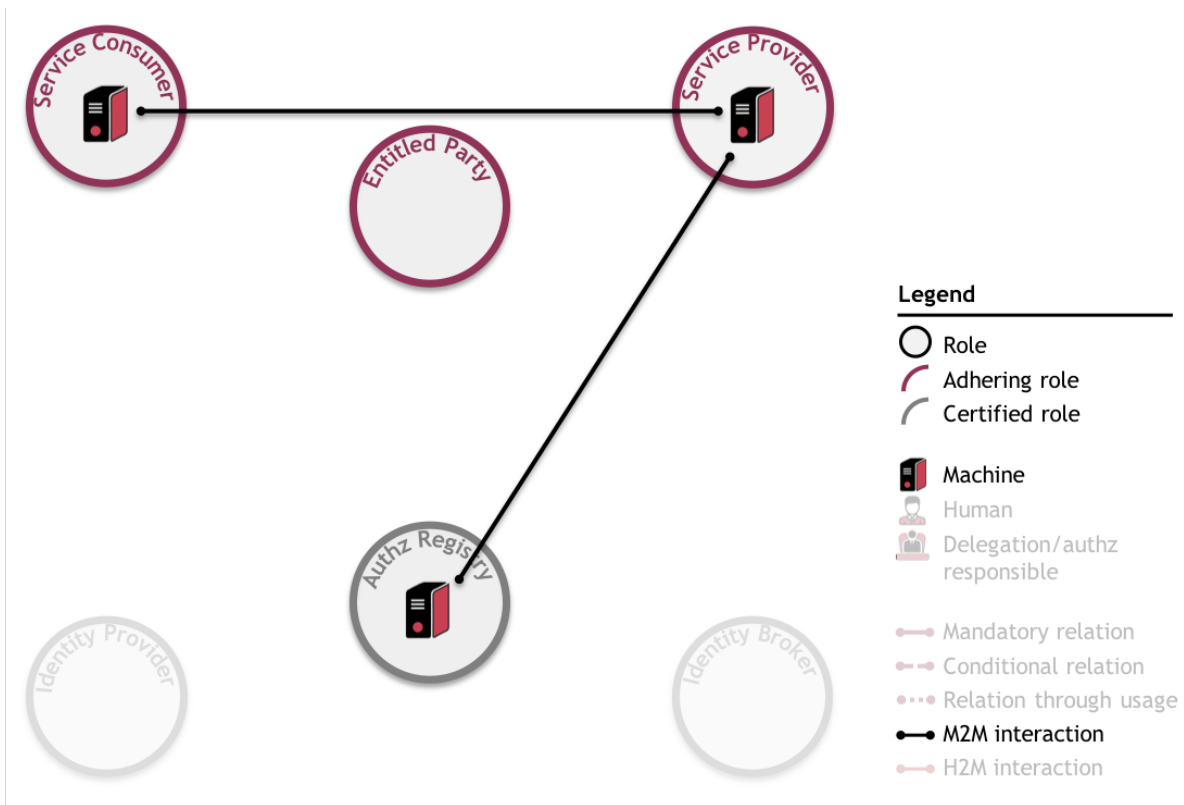 Service Consumer
Service Provider
Entitled Party
Authz Registry
Identity Provider
Identity Broker
Legend
Role
Adhering role
Certified role
Machine
Human
Delegation/authz
responsible
Mandatory relation
Conditional relation
Relation through usage
M2M interaction
H2M interaction